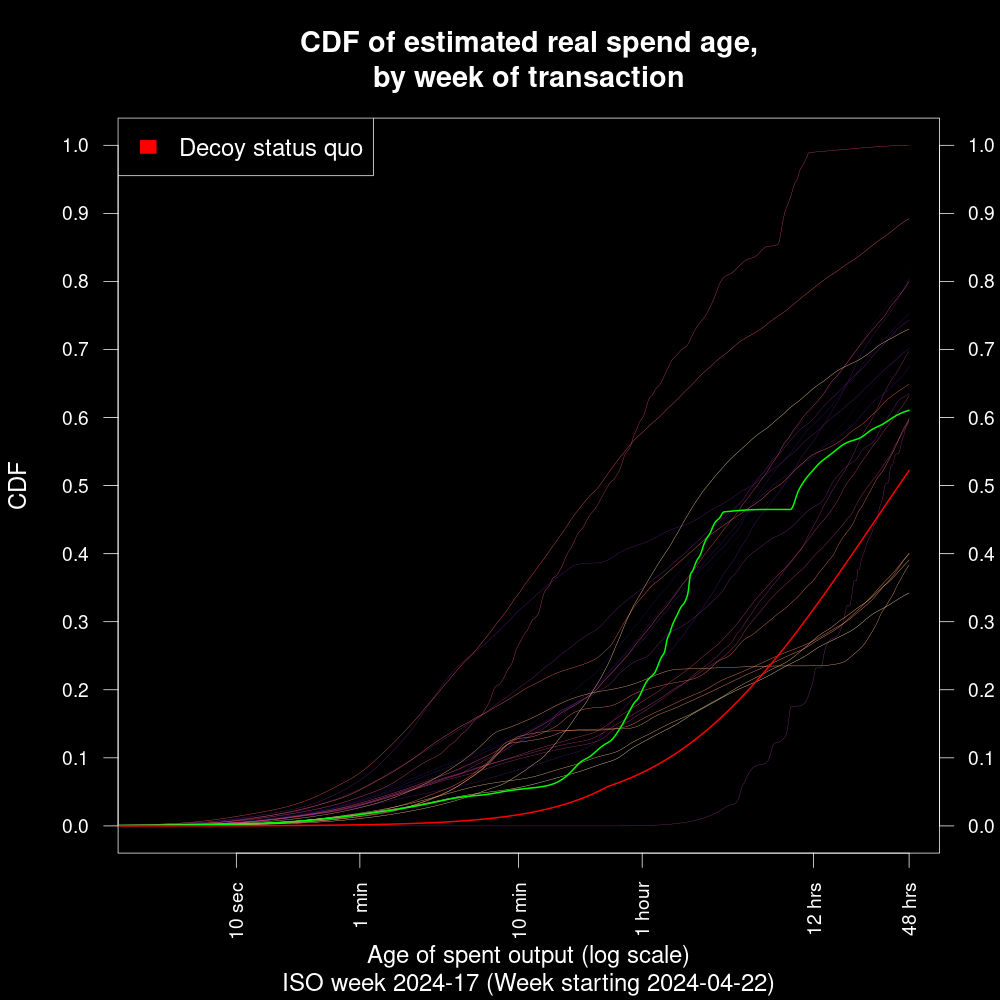 CDF of estimated real spend age,
by week of transaction
Decoy status quo
CDF
1.0
0.9
0.8
0.7
0.6
0.5
0.4
0.3
0.2
0.1
0.0
1.0
0.9
0.8
0.7
0.6
0.5
0.4
0.3
0.2
0.1
0.0
10 sec
1 min
10 min
1 hour
12 hrs
48 hrs
Age of spent output (log scale)
ISO week 2024-17 (Week starting 2024-04-22)